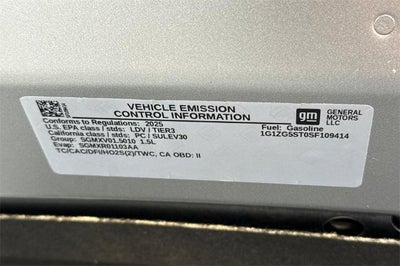 VEHICLE EMISSION
CONTROL INFORMATION
Conforms to Regulations: 2025
U.S. EPA class / stds: LDV / TIER3
California class / stds: PC / SULEV30
Group: SGMXV01.5010 1.5L
Evap: SGMXR01103AA
TC/CAC/DFI/HO2S(2)/TWC, CA OBD: II
gm
GENERAL
MOTORS
LLC
Fuel: Gasoline
1G1ZG5ST0SF109414